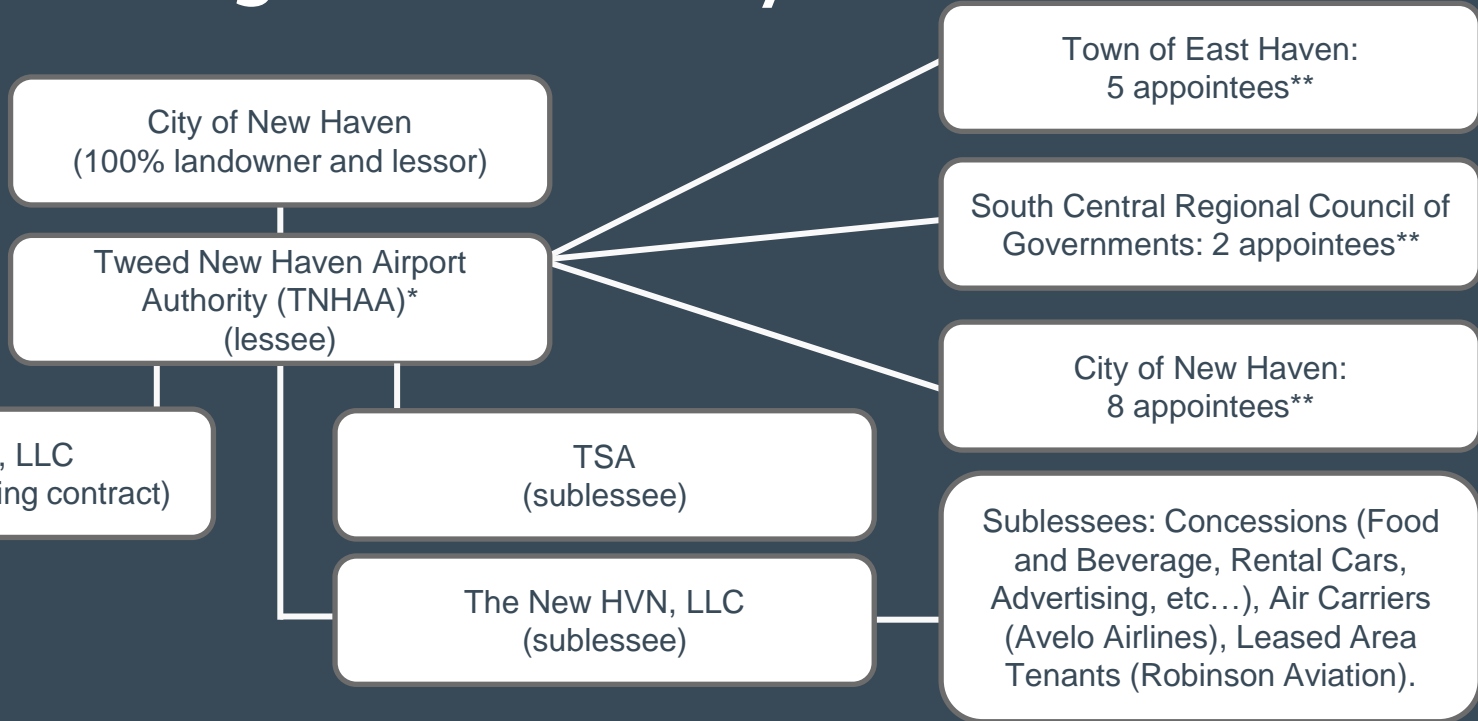 City of New Haven
(100% landowner and lessor)
Tweed New Haven Airport
Authority (TNHAA)*
(lessee)
, LLC
ing contract)
TSA
(sublessee)
The New HVN, LLC
(sublessee)
Town of East Haven:
5 appointees**
South Central Regional Council of
Governments: 2 appointees**
City of New Haven:
8 appointees**
Sublessees: Concessions (Food
and Beverage, Rental Cars,
Advertising, etc…), Air Carriers
(Avelo Airlines), Leased Area
Tenants (Robinson Aviation).